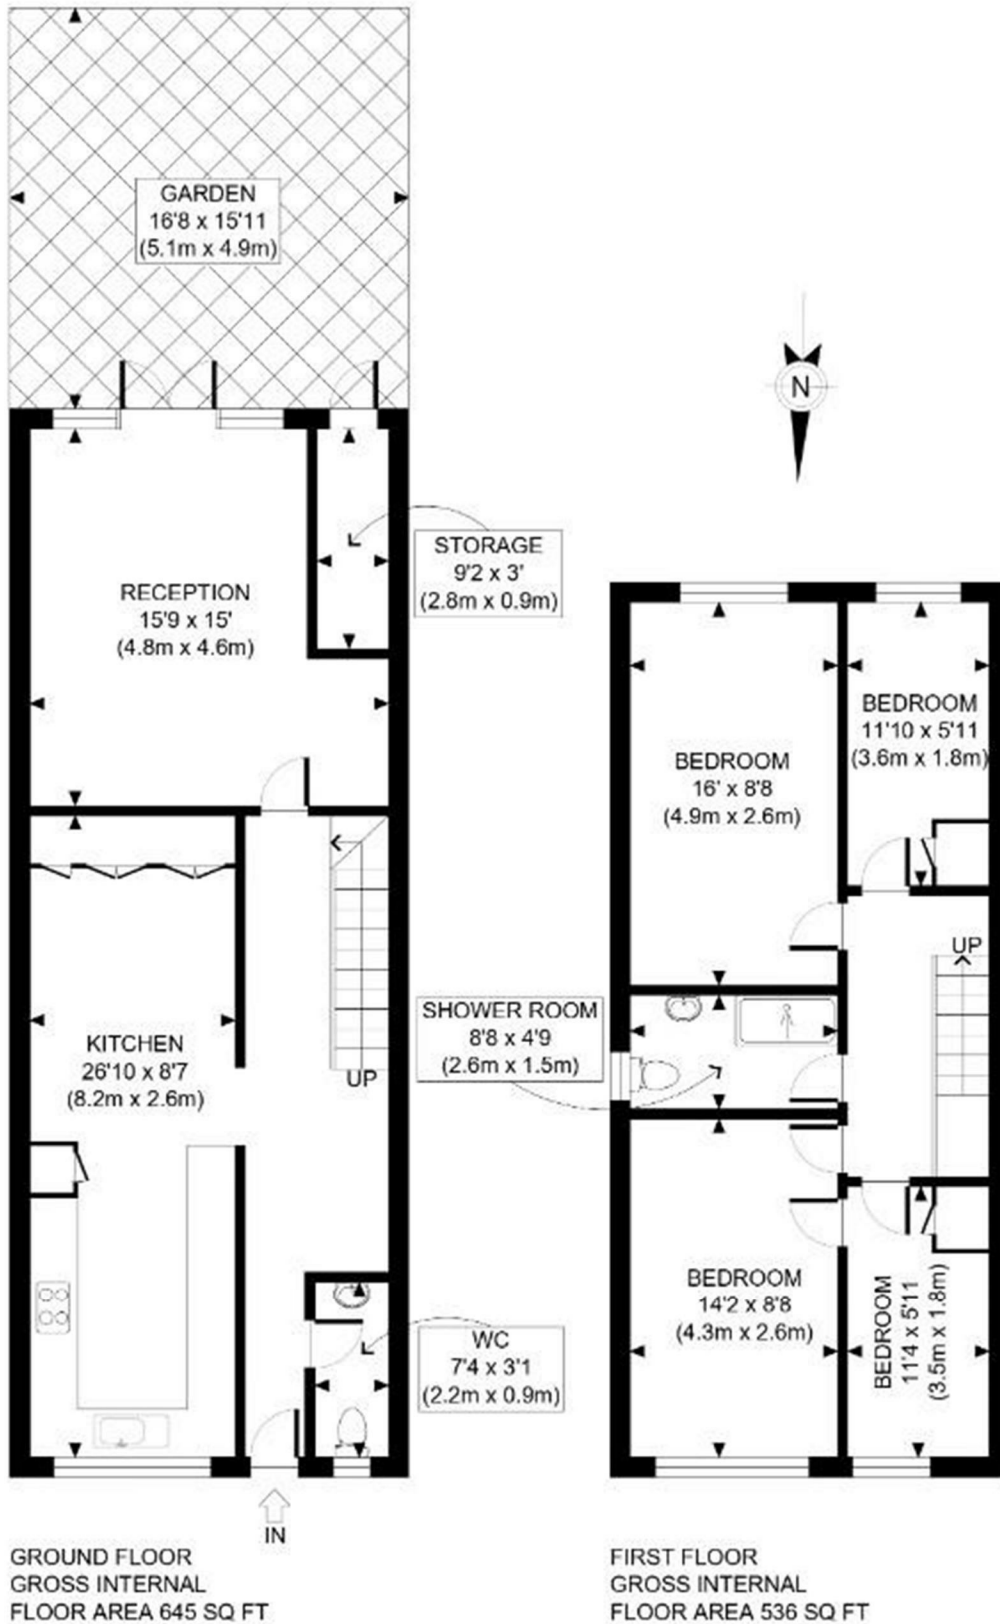 GARDEN
16'8 x 15'11
(5.1m x 4.9m)
N
STORAGE
9'2 x 3'
(2.8m x 0.9m)
RECEPTION
15'9 x 15'
(4.8m x 4.6m)
BEDROOM
11'10 x 5'11
(3.6m x 1.8m)
BEDROOM
16' x 8'8
(4.9m x 2.6m)
UP
SHOWER ROOM
8'8 x 4'9
(2.6m x 1.5m)
KITCHEN
26'10 x 8'7
(8.2m x 2.6m)
UP
BEDROOM
14'2 x 8'8
(4.3m x 2.6m)
BEDROOM
11'4 x 5'11
(3.5m x 1.8m)
WC
7'4 x 3'1
(2.2m x 0.9m)
IN
GROUND FLOOR
GROSS INTERNAL
FLOOR AREA 645 SQ FT
FIRST FLOOR
GROSS INTERNAL
FLOOR AREA 536 SQ FT